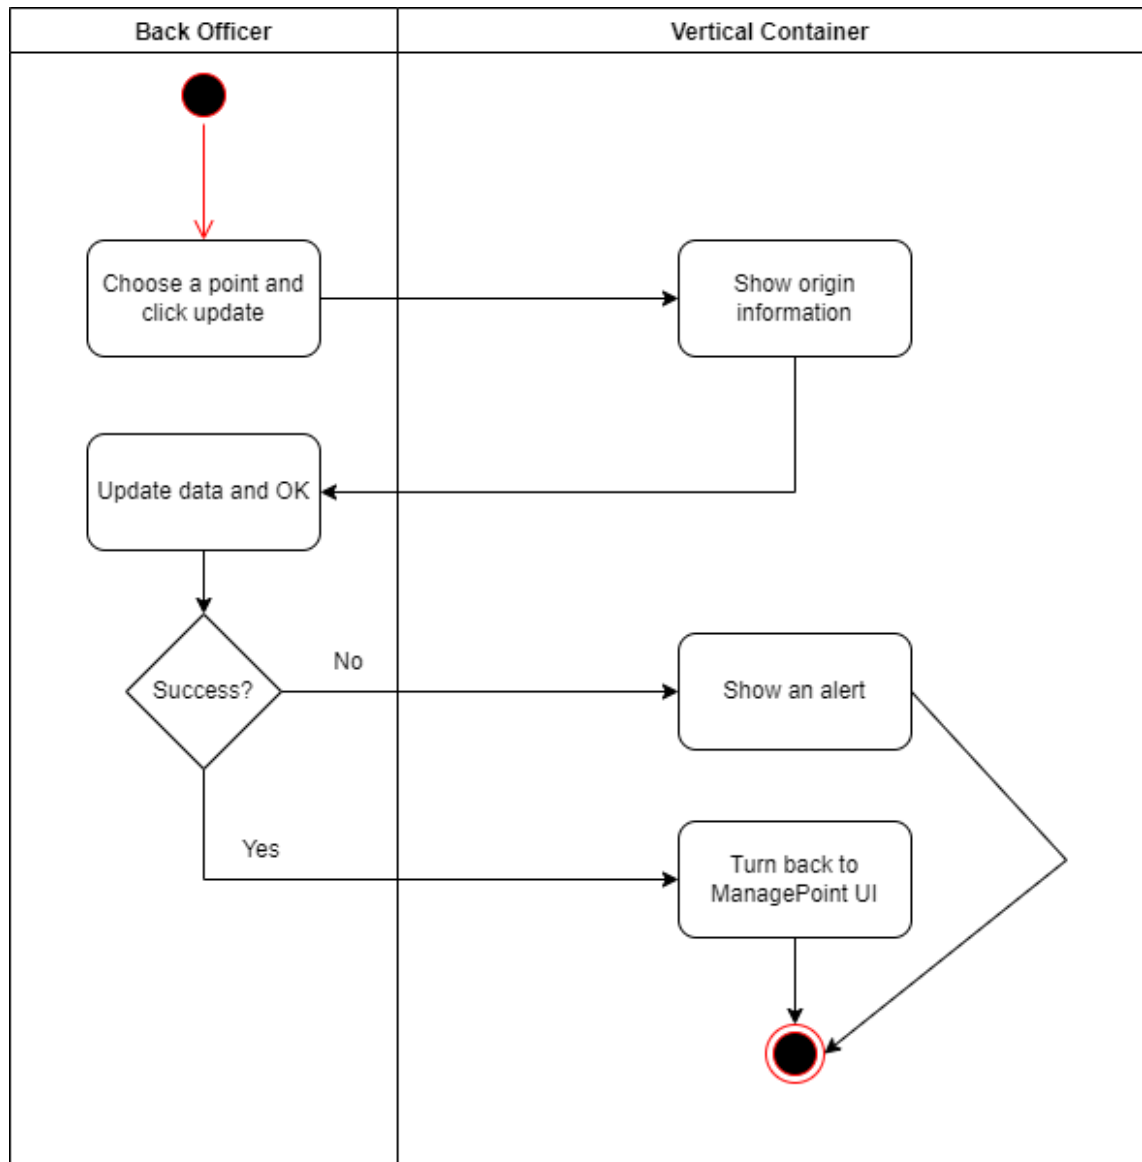 Back Officer
Vertical Container
Choose a point and
click update
Show origin
information
Update data and OK
Success?
No
Show an alert
Yes
Turn back to
ManagePoint UI